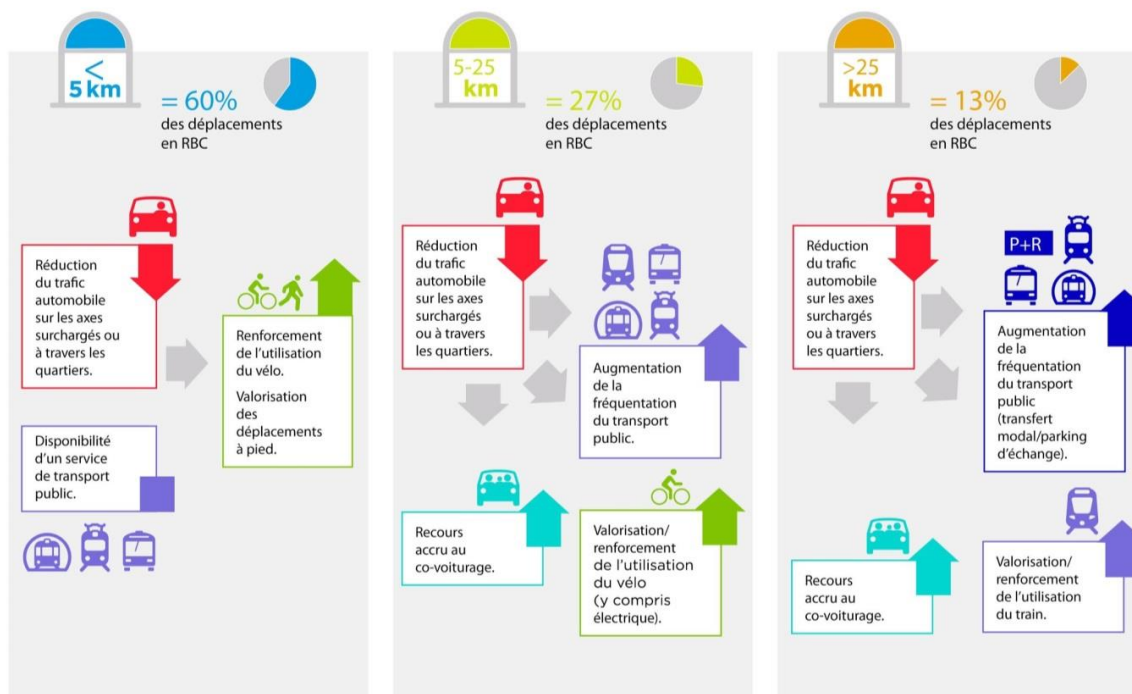 <
5 km
= 60%
des déplacements
en RBC
Réduction
du trafic
automobile
sur les axes
surchargés ou
à travers les
quartiers.
Renforcement
de l'utilisation
du vélo.
Valorisation
des
déplacements
à pied.
Disponibilité
d'un service
de transport
public.
5-25
km
= 27%
des déplacements
en RBC
Réduction
du trafic
automobile
sur les axes
surchargés
ou à travers
les quartiers.
Augmentation
de la
fréquentation
du transport
public.
Recours
accru au
co-voiturage.
Valorisation/
renforcement
de l'utilisation
du vélo
(y compris
électrique).
>25
km
= 13%
des déplacements
en RBC
Réduction
du trafic
automobile
sur les axes
surchargés
ou à travers
les quartiers.
P+R
Augmentation
de la
fréquentation
du transport
public
(transfert
modal/parking
d'échange).
Recours
accru au
co-voiturage.
Valorisation/
renforcement
de l'utilisation
du train.